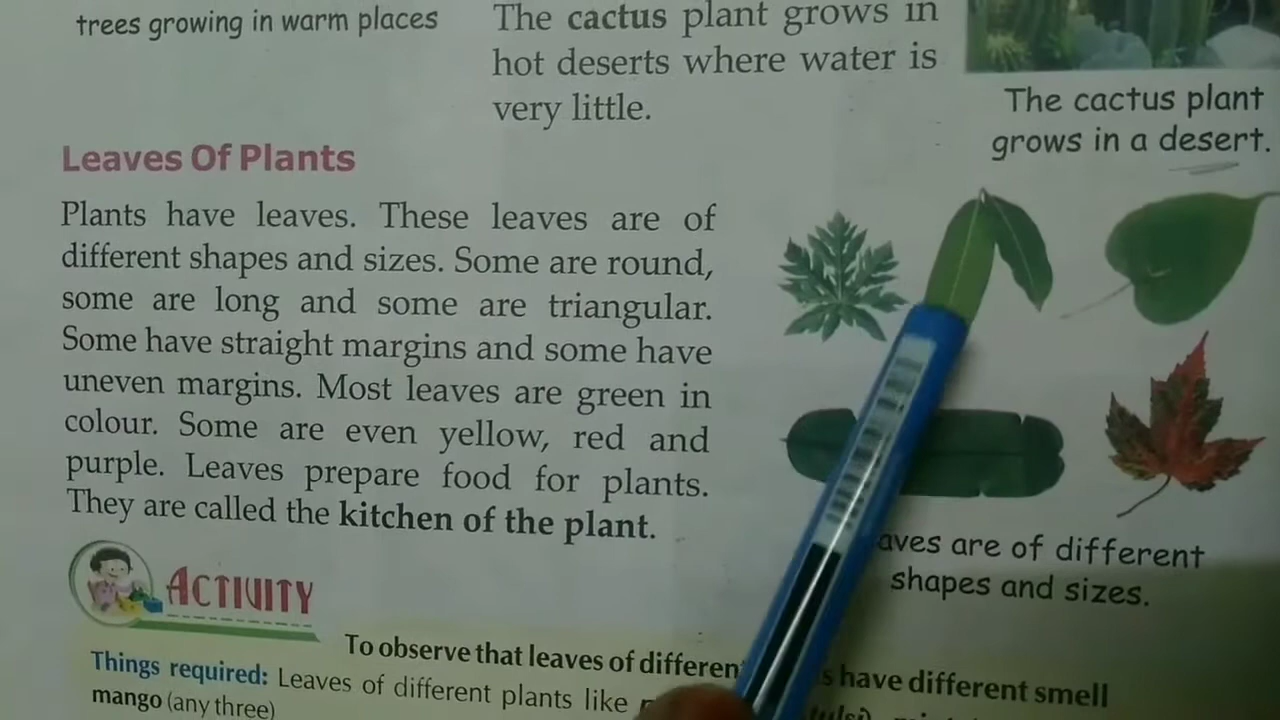 trees growing in warm places
The cactus plant grows in
hot deserts where water is
very little.
The cactus plant
grows in a desert.
Leaves Of Plants
Plants have leaves. These leaves are of
different shapes and sizes. Some are round,
some are long and some are triangular.
Some have straight margins and some have
uneven margins. Most leaves are green in
colour. Some are even yellow, red and
purple. Leaves prepare food for plants.
They are called the kitchen of the plant.
aves are of different
shapes and sizes.
ACTIVITY
To observe that leaves of differen s have different smell
Things required: Leaves of different plants like tulsi),
mango (any three)